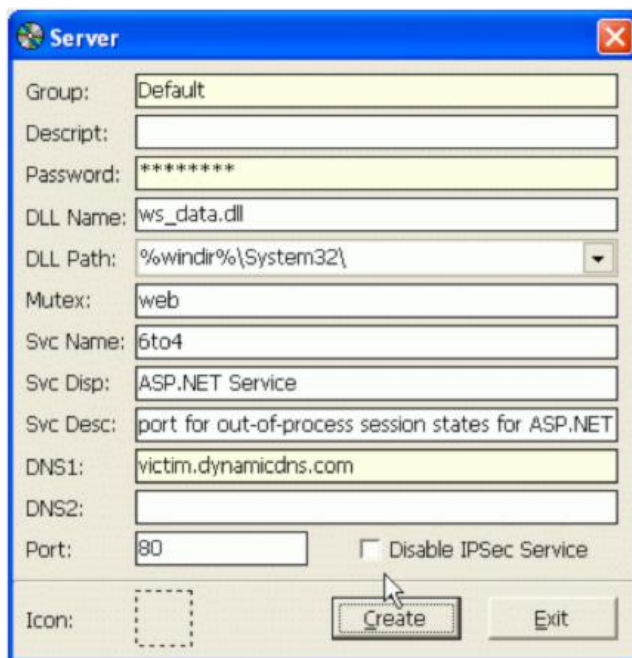 Server
Group: Default
Descript:
Password: ********
DLL Name: ws_data.dll
DLL Path: %windir%\System32\
Mutex: web
Svc Name: 6to4
Svc Disp: ASP.NET Service
Svc Desc: port for out-of-process session states for ASP.NET
DNS1: victim.dynamicdns.com
DNS2:
Port: 80 Disable IPSec Service
Icon: Create Exit